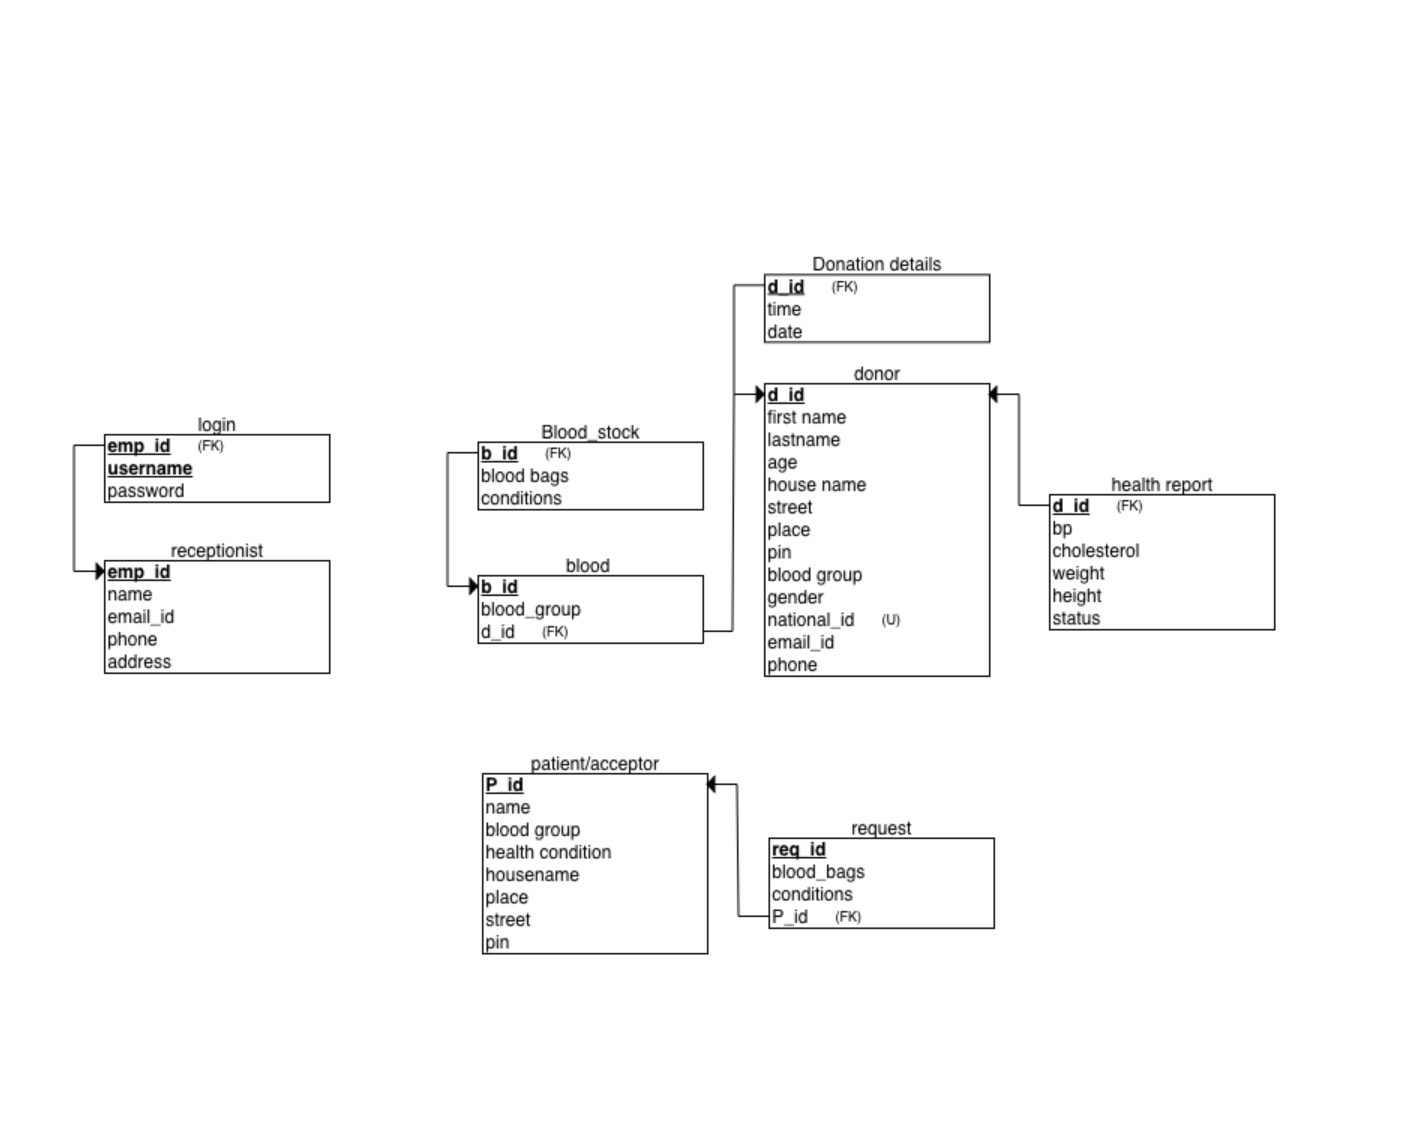 Donation details
d_id (FK)
time
date
donor
d_id
first name
lastname
age
house name
street
place
pin
blood group
gender
national_id (U)
email_id
phone
login
emp_id (FK)
username
password
receptionist
emp_id
name
email_id
phone
address
Blood_stock
b_id (FK)
blood bags
conditions
blood
b_id
blood_group
d_id (FK)
health report
d_id (FK)
bp
cholesterol
weight
height
status
patient/acceptor
P_id
name
blood group
health condition
housename
place
street
pin
request
req_id
blood_bags
conditions
P_id (FK)